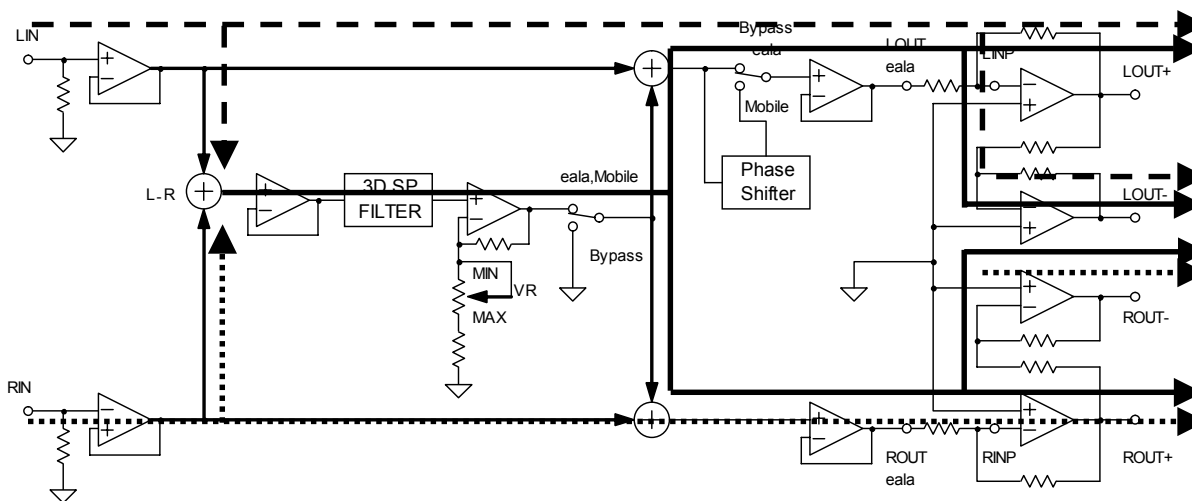 LIN
Bypass
eala
Mobile
LOUT
eala
LINP
LOUT+
Phase
Shifter
L-R
3D SP
FILTER
eala,Mobile
Bypass
MIN
VR
MAX
LOUT-
ROUT-
RIN
ROUT
eala
RINP
ROUT+